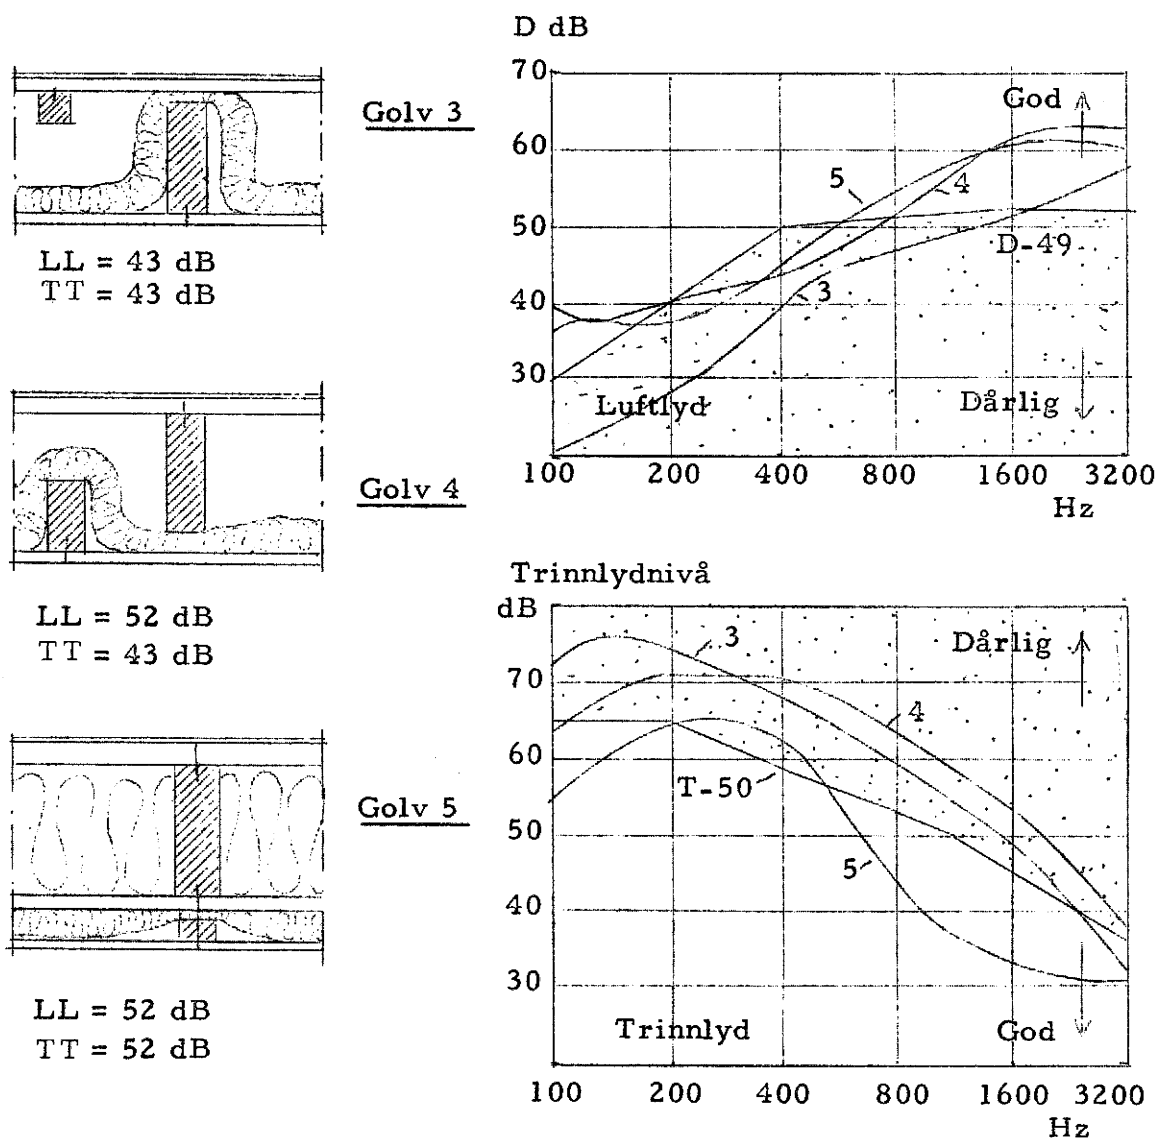 Golv 3
LL = 43 dB
TT = 43 dB
Golv 4
LL = 52 dB
TT = 43 dB
Golv 5
LL = 52 dB
TT = 52 dB
D dB
70
60
50
40
30
God
5
4
D-49
3
Luftlyd
Dårlig
100 200 400 800 1600 3200
Hz
Trinnlydnivå
dB
70
60
50
40
30
3
Dårlig
4
T-50
5
Trinnlyd
God
100 200 400 800 1600 3200
Hz